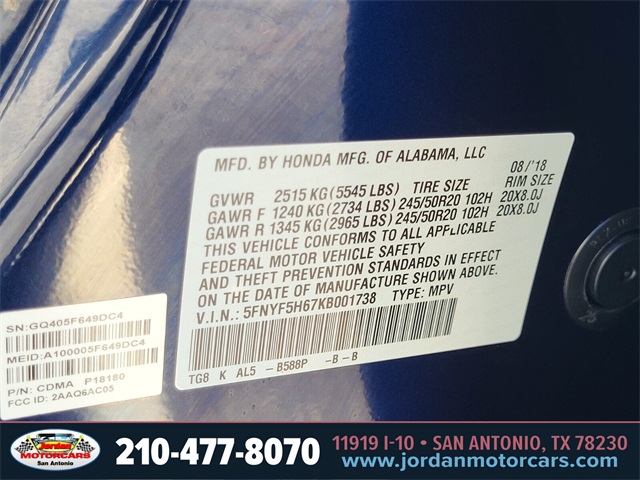 MFD. BY HONDA MFG. OF ALABAMA, LLC 08/'18
GVWR 2515 KG (5545 LBS) TIRE SIZE RIM SIZE
GAWR F 1240 KG (2734 LBS) 245/50R20 102H 20X8.0J
GAWR R 1345 KG (2965 LBS) 245/50R20 102H 20X8.0J
THIS VEHICLE CONFORMS TO ALL APPLICABLE
FEDERAL MOTOR VEHICLE SAFETY
AND THEFT PREVENTION STANDARDS IN EFFECT
ON THE DATE OF MANUFACTURE SHOWN ABOVE.
V.I.N.: 5FNYF5H67KB001738 TYPE: MPV
TG8 K AL5 -B588P -B -B
SN:GQ405F649DC4
MEID:A100005F649DC4
P/N: CDMA P18180
FCC ID: 2AAQ6AC05
Jordan
MOTORCARS
San Antonio
210-477-8070
11919 I-10 • SAN ANTONIO, TX 78230
www.jordanmotorcars.com